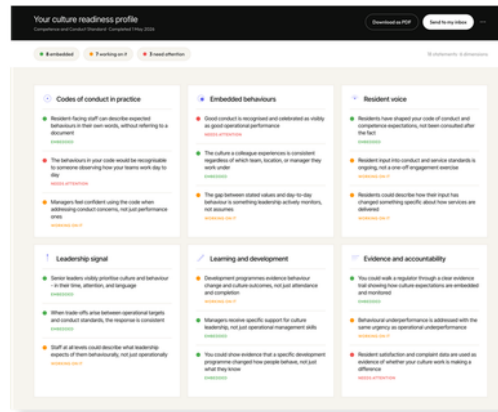 Your culture readiness profile
Competence and Conduct Standard · Completed 1 May 2026
Download as PDF
Send to my inbox
8 embedded
7 working on it
3 need attention
18 statements · 6 dimensions
Codes of conduct in practice
Resident-facing staff can describe expected
behaviours in their own words, without referring to a
document
EMBEDDED
The behaviours in your code would be recognisable
to someone observing how your teams work day to
day
NEEDS ATTENTION
Managers feel confident using the code when
addressing conduct concerns, not just performance
ones
WORKING ON IT
Embedded behaviours
Good conduct is recognised and celebrated as visibly
as good operational performance
NEEDS ATTENTION
The culture a colleague experiences is consistent
regardless of which team, location, or manager they
work under
EMBEDDED
The gap between stated values and day-to-day
behaviour is something leadership actively monitors,
not assumes
WORKING ON IT
Resident voice
Residents have shaped your code of conduct and
competence expectations, not been consulted after
the fact
EMBEDDED
Resident input into conduct and service standards is
ongoing, not a one-off engagement exercise
WORKING ON IT
Residents could describe how their input has
changed something specific about how services are
delivered
WORKING ON IT
Leadership signal
Senior leaders visibly prioritise culture and behaviour
- in their time, attention, and language
EMBEDDED
When trade-offs arise between operational targets
and conduct standards, the response is consistent
EMBEDDED
Staff at all levels could describe what leadership
expects of them behaviourally, not just operationally
WORKING ON IT
Learning and development
Development programmes evidence behaviour
change and culture outcomes, not just attendance
and completion
WORKING ON IT
Managers receive specific support for culture
leadership, not just operational management skills
EMBEDDED
You could show evidence that a specific development
programme changed how people behave, not just
what they know
EMBEDDED
Evidence and accountability
You could walk a regulator through a clear evidence
trail showing how culture expectations are embedded
and monitored
EMBEDDED
Behavioural underperformance is addressed with the
same urgency as operational underperformance
WORKING ON IT
Resident satisfaction and complaint data are used as
evidence of whether your culture work is making a
difference
NEEDS ATTENTION